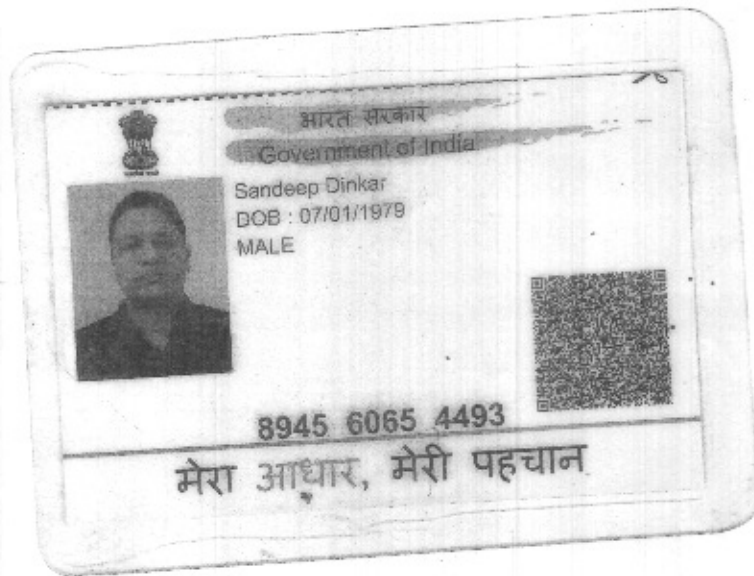 भारत सरकार
Government of India
Sandeep Dinkar
DOB : 07/01/1979
MALE
8945 6065 4493
मेरा आधार, मेरी पहचान